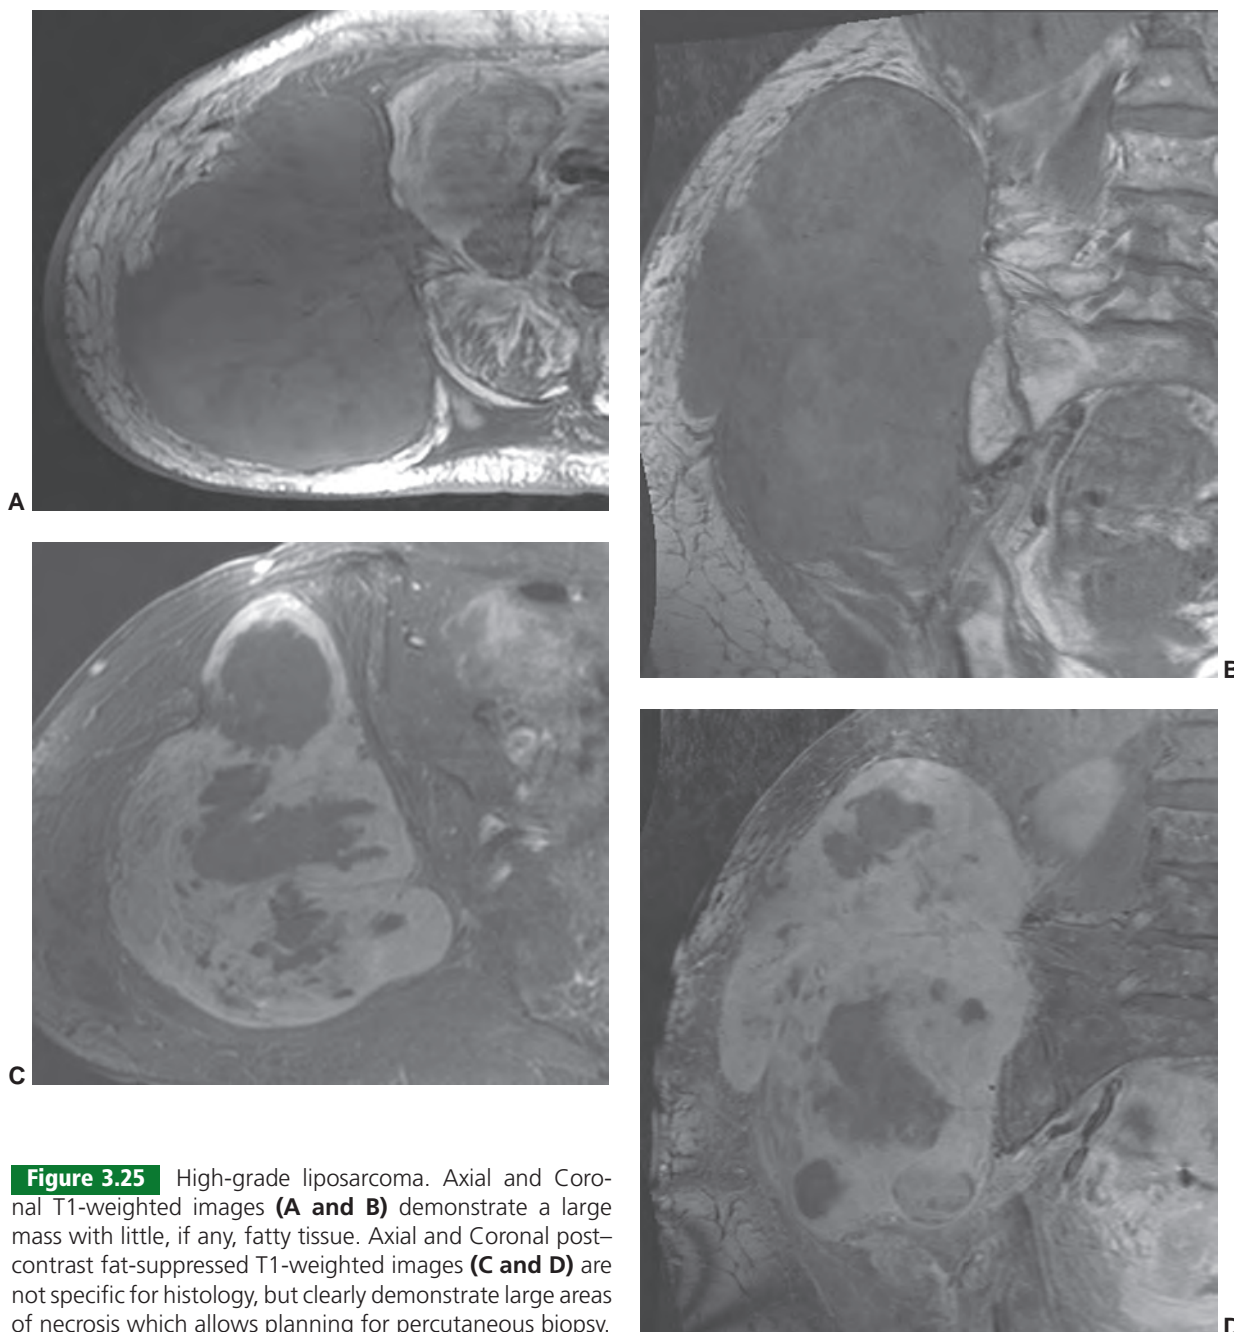 A
B
C
D
Figure 3.25 High-grade liposarcoma. Axial and Coro-
nal T1-weighted images (A and B) demonstrate a large
mass with little, if any, fatty tissue. Axial and Coronal post–
contrast fat-suppressed T1-weighted images (C and D) are
not specific for histology, but clearly demonstrate large areas
of necrosis which allows planning for percutaneous biopsy.